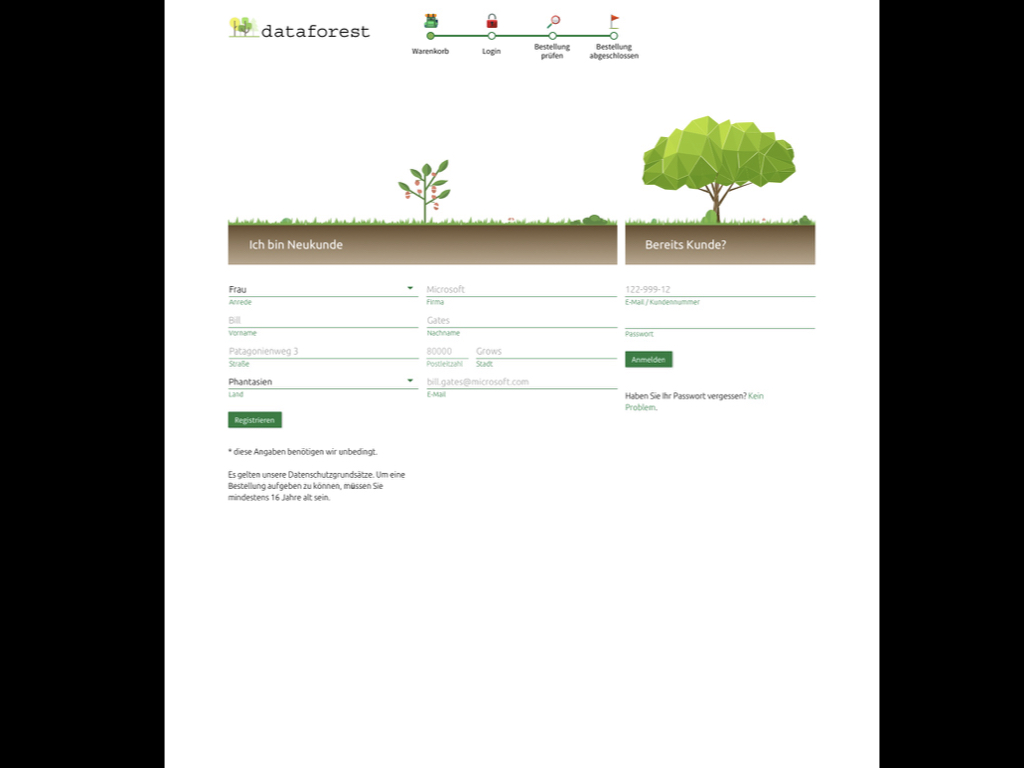 dataforest
Warenkorb
Login
Bestellung
prüfen
Bestellung
abgeschlossen
Ich bin Neukunde
Bereits Kunde?
Frau
Microsoft
122-999-12
Anrede
Firma
E-Mail / Kundennummer
Bill
Gates
Vorname
Nachname
Passwort
Patagonienweg 3
80000
Grows
Straße
Postleitzahl
Stadt
Anmelden
Phantasien
bill.gates@microsoft.com
Land
E-Mail
Haben Sie Ihr Passwort vergessen? Kein
Problem.
Registrieren
* diese Angaben benötigen wir unbedingt.
Es gelten unsere Datenschutzgrundsätze. Um eine
Bestellung aufgeben zu können, müssen Sie
mindestens 16 Jahre alt sein.